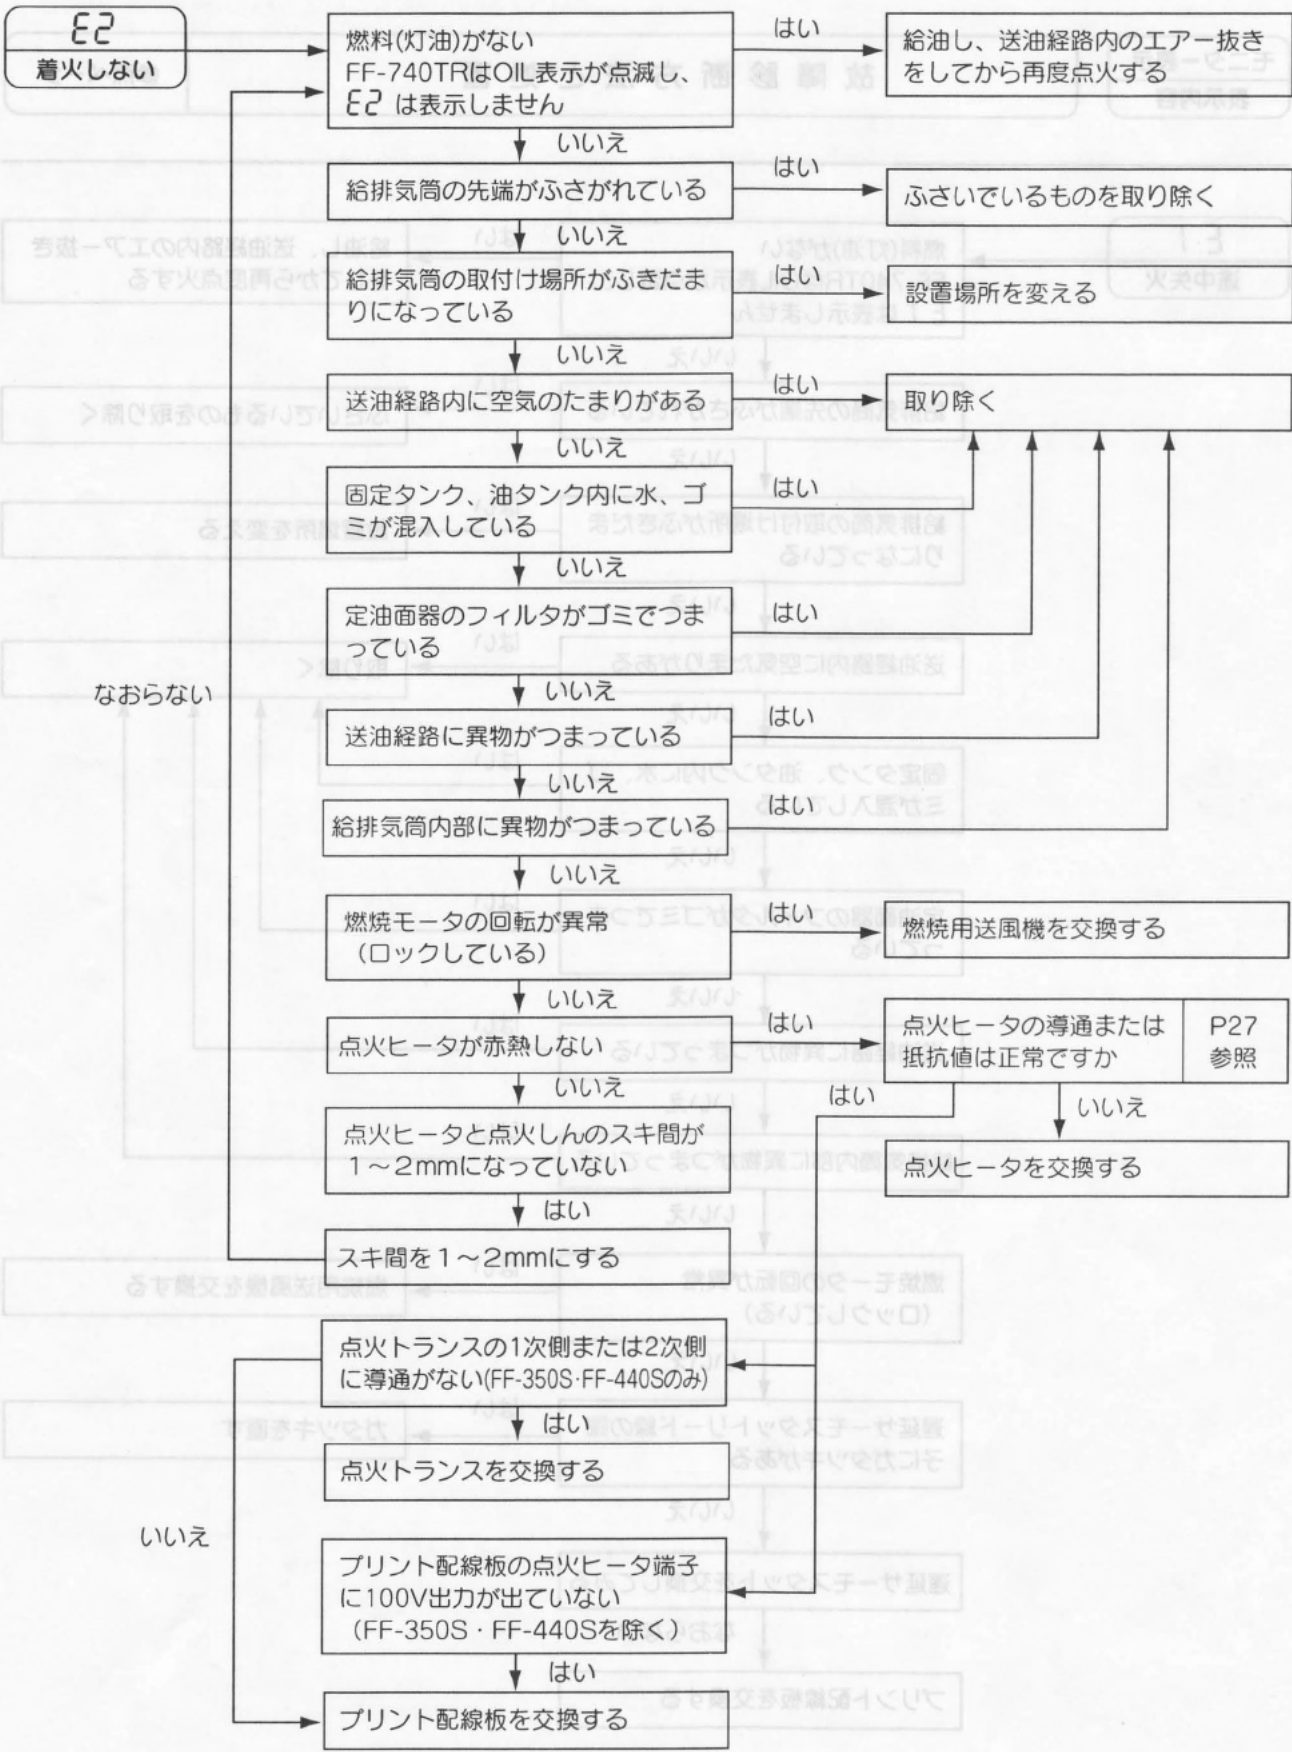 E2
着火しない
燃料(灯油)がない
FF-740TRはOIL表示が点滅し、
E2 は表示しません
はい
給油し、送油経路内のエアー抜き
をしてから再度点火する
いいえ
給排気筒の先端がふさがれている
はい
ふさいでいるものを取り除く
いいえ
給排気筒の取付け場所がふきだま
りになっている
はい
設置場所を変える
いいえ
送油経路内に空気のたまりがある
はい
取り除く
いいえ
固定タンク、油タンク内に水、ゴ
ミが混入している
はい
いいえ
定油面器のフィルタがゴミでつま
っている
はい
いいえ
なおらない
送油経路に異物がつまっている
はい
いいえ
給排気筒内部に異物がつまっている
はい
いいえ
燃焼モータの回転が異常
（ロックしている）
はい
燃焼用送風機を交換する
いいえ
点火ヒータが赤熱しない
はい
点火ヒータの導通または
抵抗値は正常ですか
P27
参照
いいえ
はい
いいえ
点火ヒータと点火しんのスキ間が
1～2mmになっていない
点火ヒータを交換する
はい
スキ間を1～2mmにする
点火トランスの1次側または2次側
に導通がない(FF-350S·FF-440Sのみ)
はい
点火トランスを交換する
いいえ
プリント配線板の点火ヒータ端子
に100V出力が出ていない
（FF-350S・FF-440Sを除く）
はい
プリント配線板を交換する